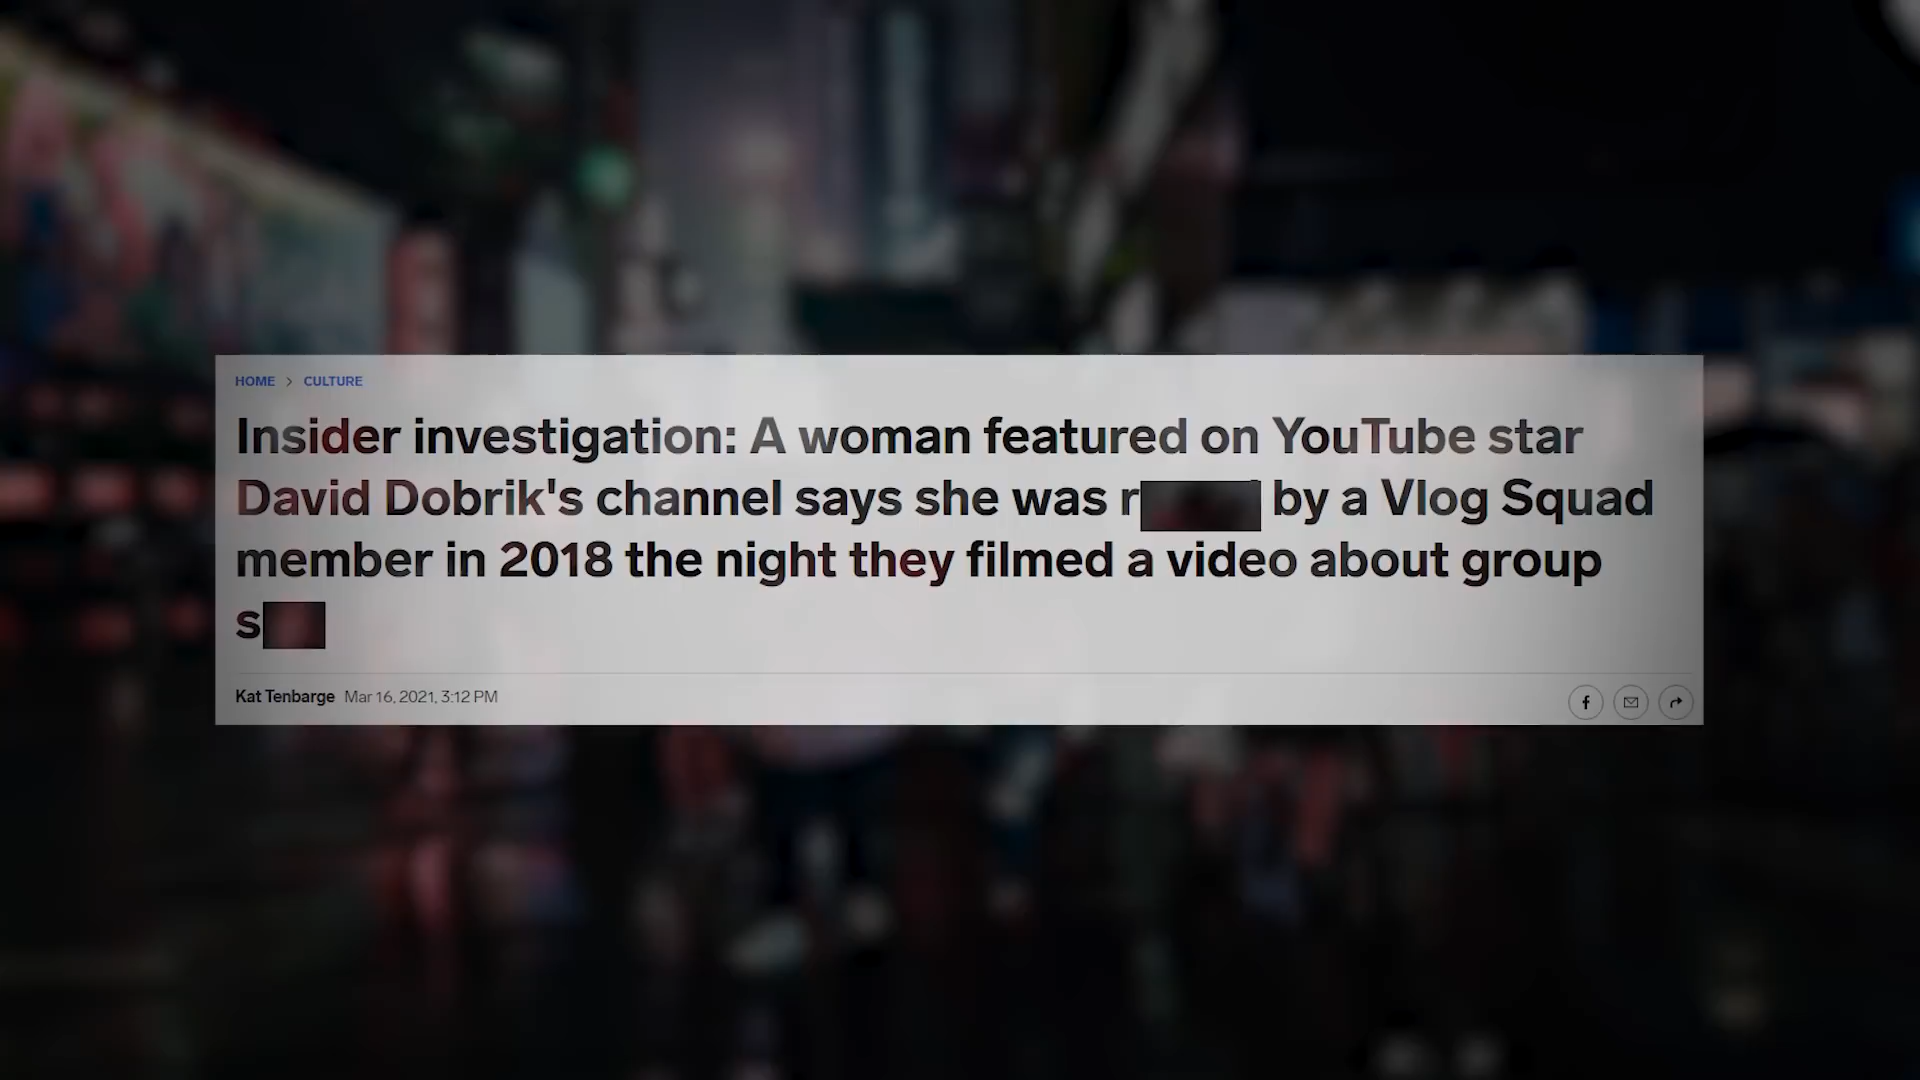 HOME > CULTURE
Insider investigation: A woman featured on YouTube star
David Dobrik's channel says she was r by a Vlog Squad
member in 2018 the night they filmed a video about group
s
Kat Tenbarge Mar 16, 2021, 3:12 PM